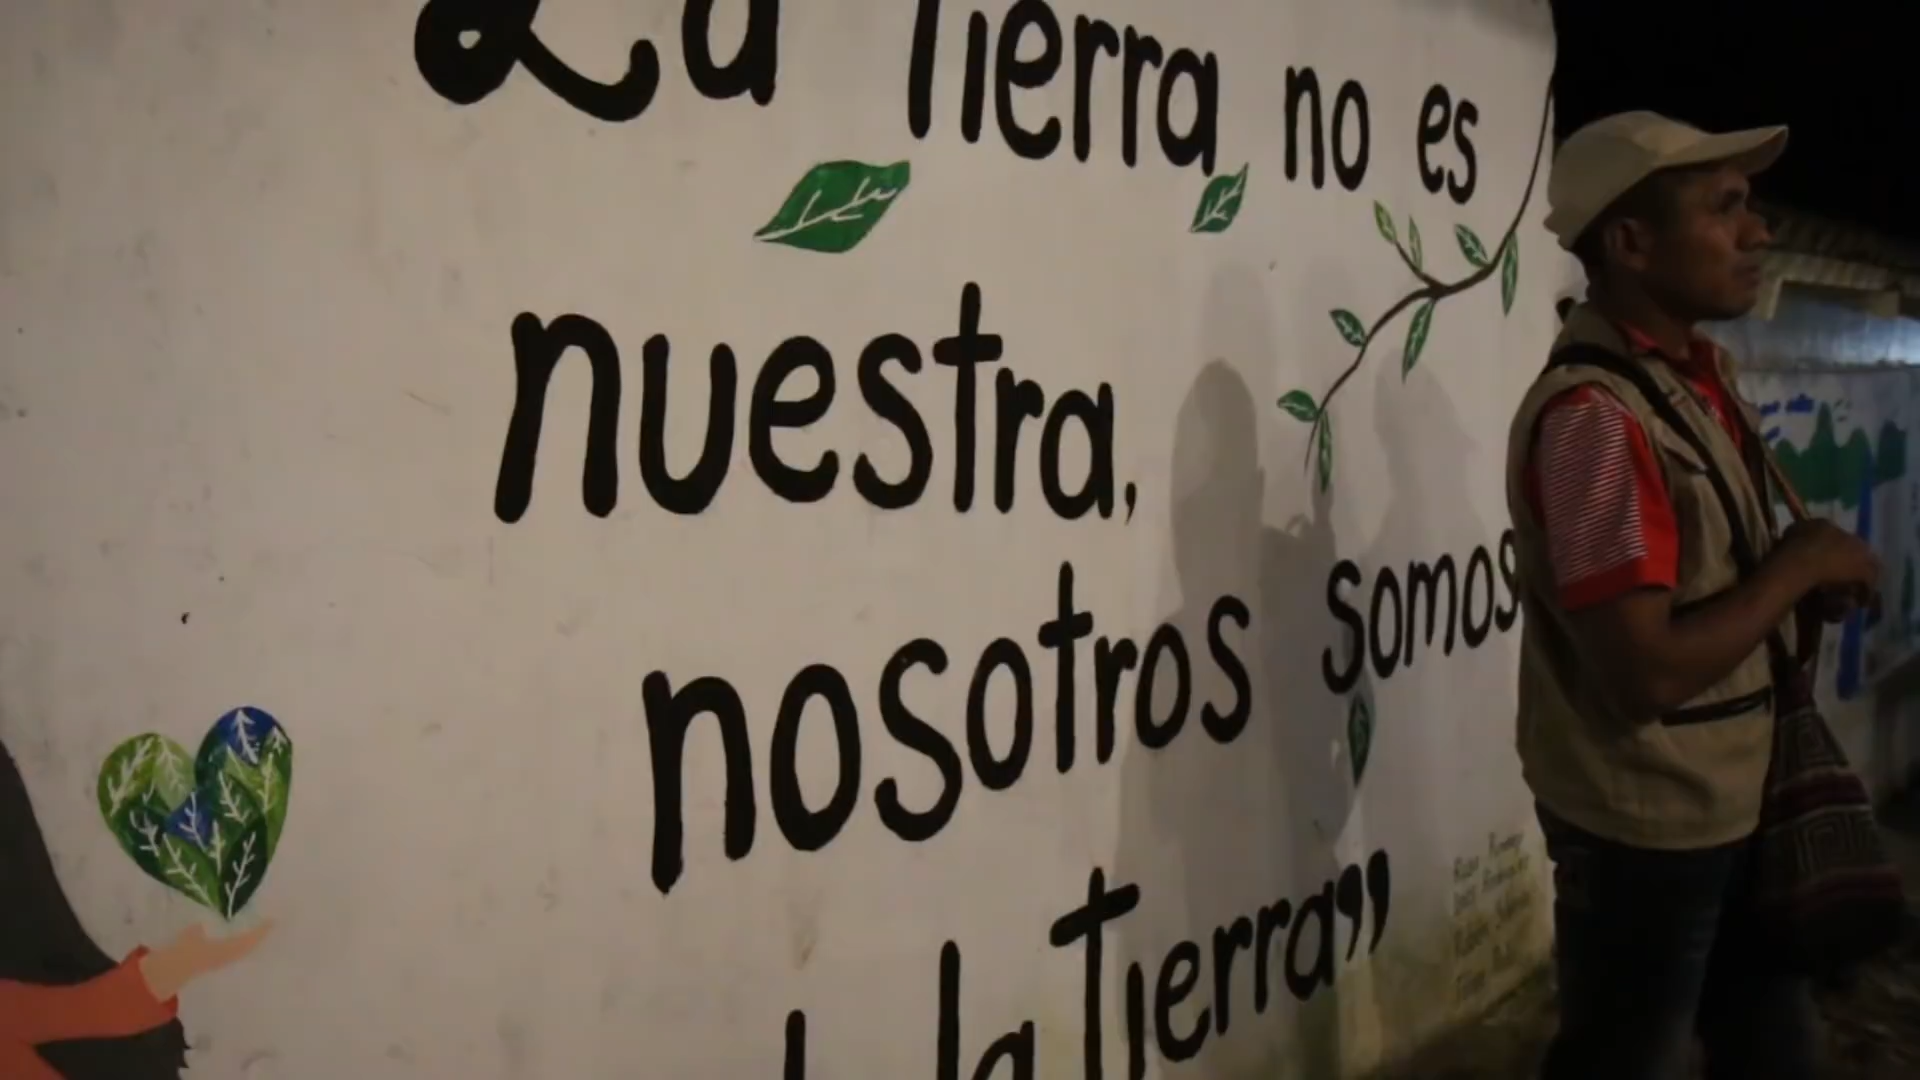 La Tierra no es
nuestra,
nosotros somos
la Tierra”